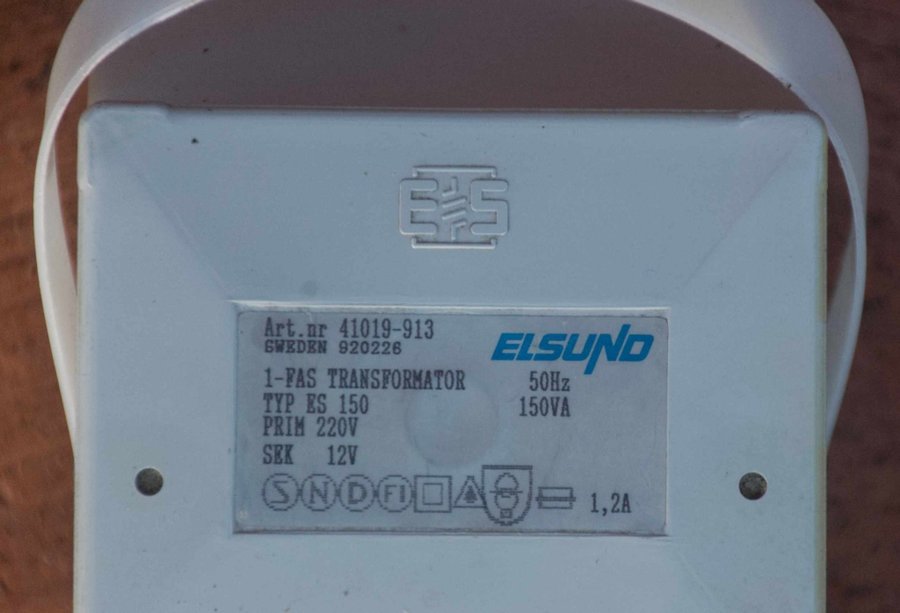 ES
Art.nr 41019-913
SWEDEN 920226
ELSUND
1-FAS TRANSFORMATOR 50Hz
TYP ES 150 150VA
PRIM 220V
SEK 12V
S N D FI 1,2A